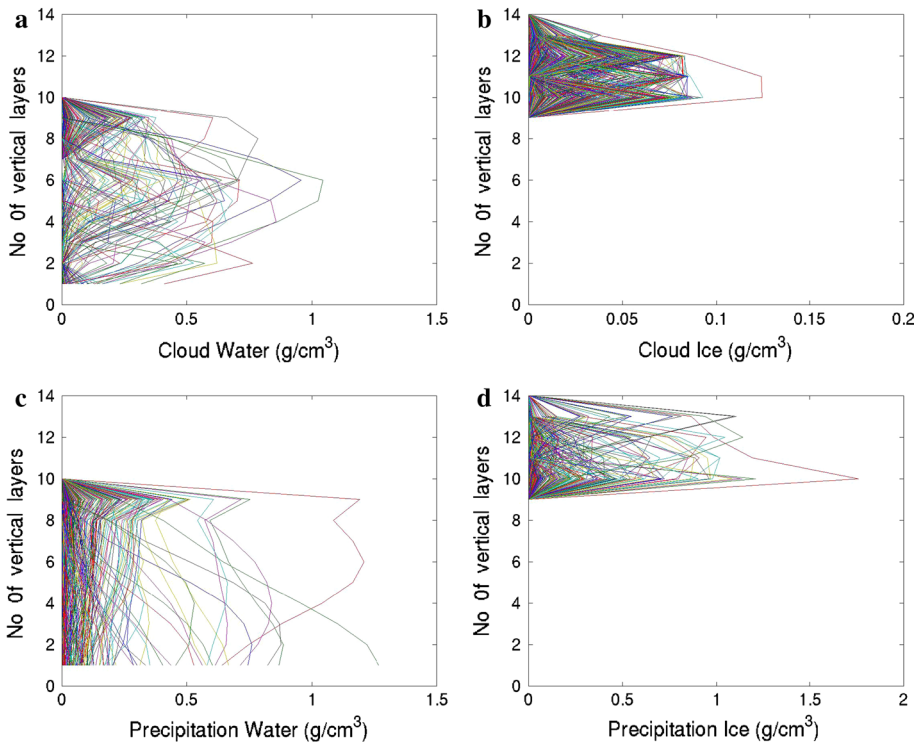 a
14
12
10
8
6
4
2
0
No 0f vertical layers
0 0.5 1 1.5
Cloud Water (g/cm³)
b
14
12
10
8
6
4
2
0
No 0f vertical layers
0 0.05 0.1 0.15 0.2
Cloud Ice (g/cm³)
c
14
12
10
8
6
4
2
0
No 0f vertical layers
0 0.5 1 1.5
Precipitation Water (g/cm³)
d
14
12
10
8
6
4
2
0
No 0f vertical layers
0 0.5 1 1.5 2
Precipitation Ice (g/cm³)